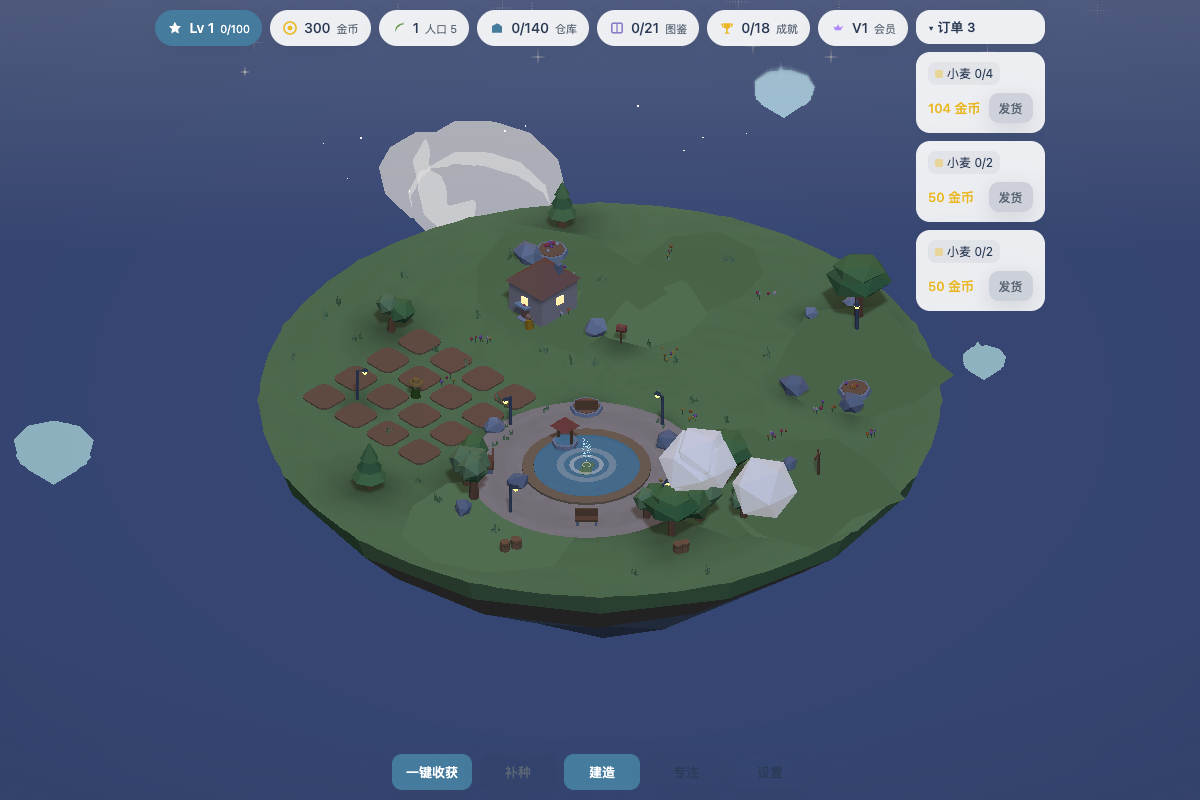 Lv 1 0/100
300 金币
1 人口 5
0/140 仓库
0/21 图鉴
0/18 成就
V1 会员
▾ 订单 3
小麦 0/4
104 金币 发货
小麦 0/2
50 金币 发货
小麦 0/2
50 金币 发货
一键收获 补种 建造 专注 设置